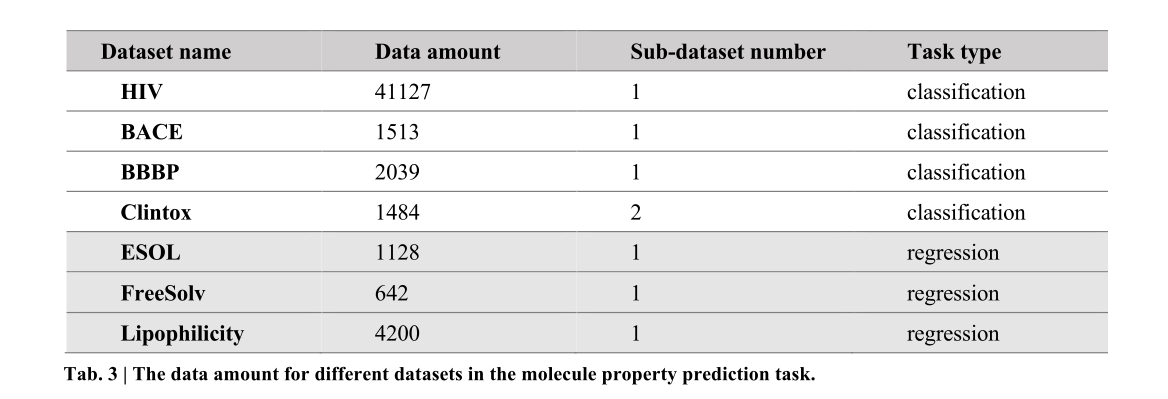 Dataset name Data amount Sub-dataset number Task type
HIV 41127 1 classification
BACE 1513 1 classification
BBBP 2039 1 classification
Clintox 1484 2 classification
ESOL 1128 1 regression
FreeSolv 642 1 regression
Lipophilicity 4200 1 regression
Tab. 3 | The data amount for different datasets in the molecule property prediction task.